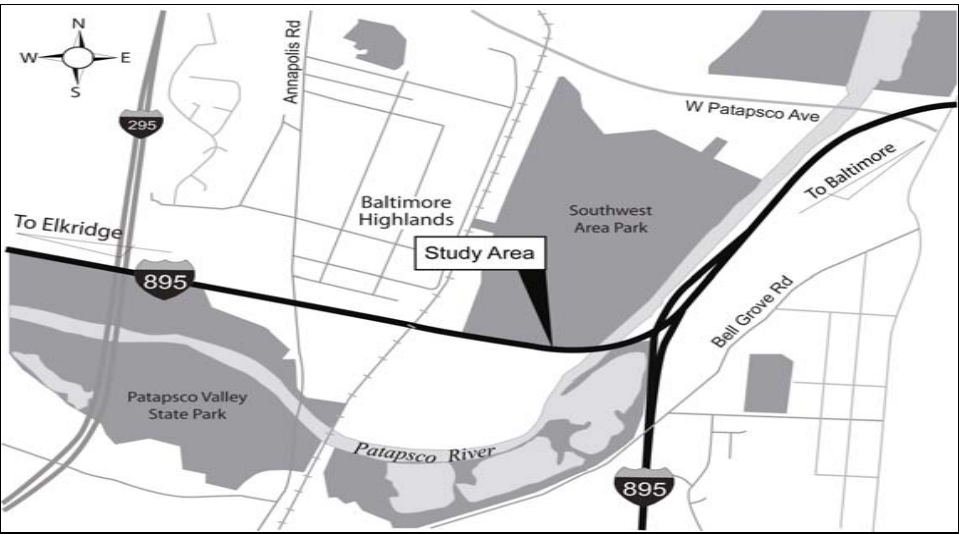 N
W E
S
295
Annapolis Rd
W Patapsco Ave
To Baltimore
Baltimore
Highlands
Southwest
Area Park
To Elkridge
Study Area
895
Bell Grove Rd
Patapsco Valley
State Park
Patapsco River
895